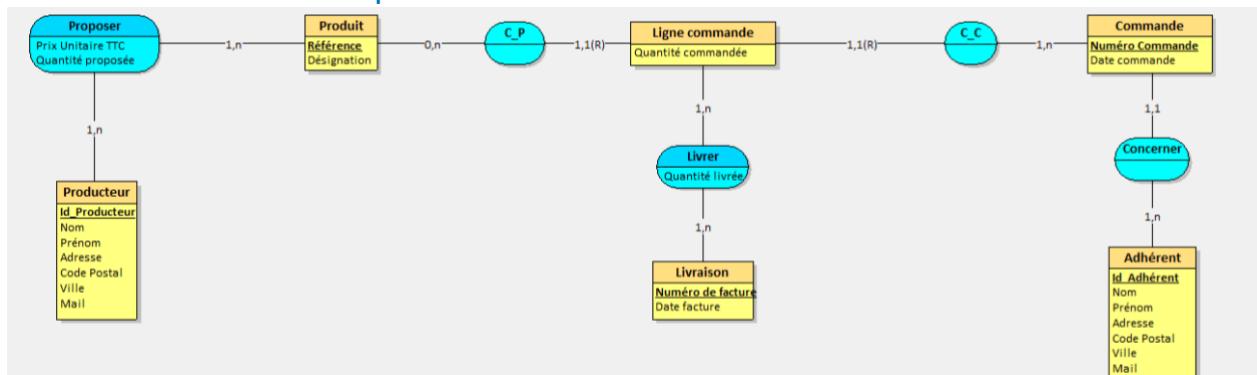 Proposer
Prix Unitaire TTC
Quantité proposée
1,n
Produit
Référence
Désignation
0,n
C_P
1,1(R)
Ligne commande
Quantité commandée
1,1(R)
C_C
1,n
Commande
Numéro Commande
Date commande
1,n
1,n
1,1
Livrer
Quantité livrée
Concerner
Producteur
Id_Producteur
Nom
Prénom
Adresse
Code Postal
Ville
Mail
1,n
1,n
Livraison
Numéro de facture
Date facture
Adhérent
Id_Adhérent
Nom
Prénom
Adresse
Code Postal
Ville
Mail